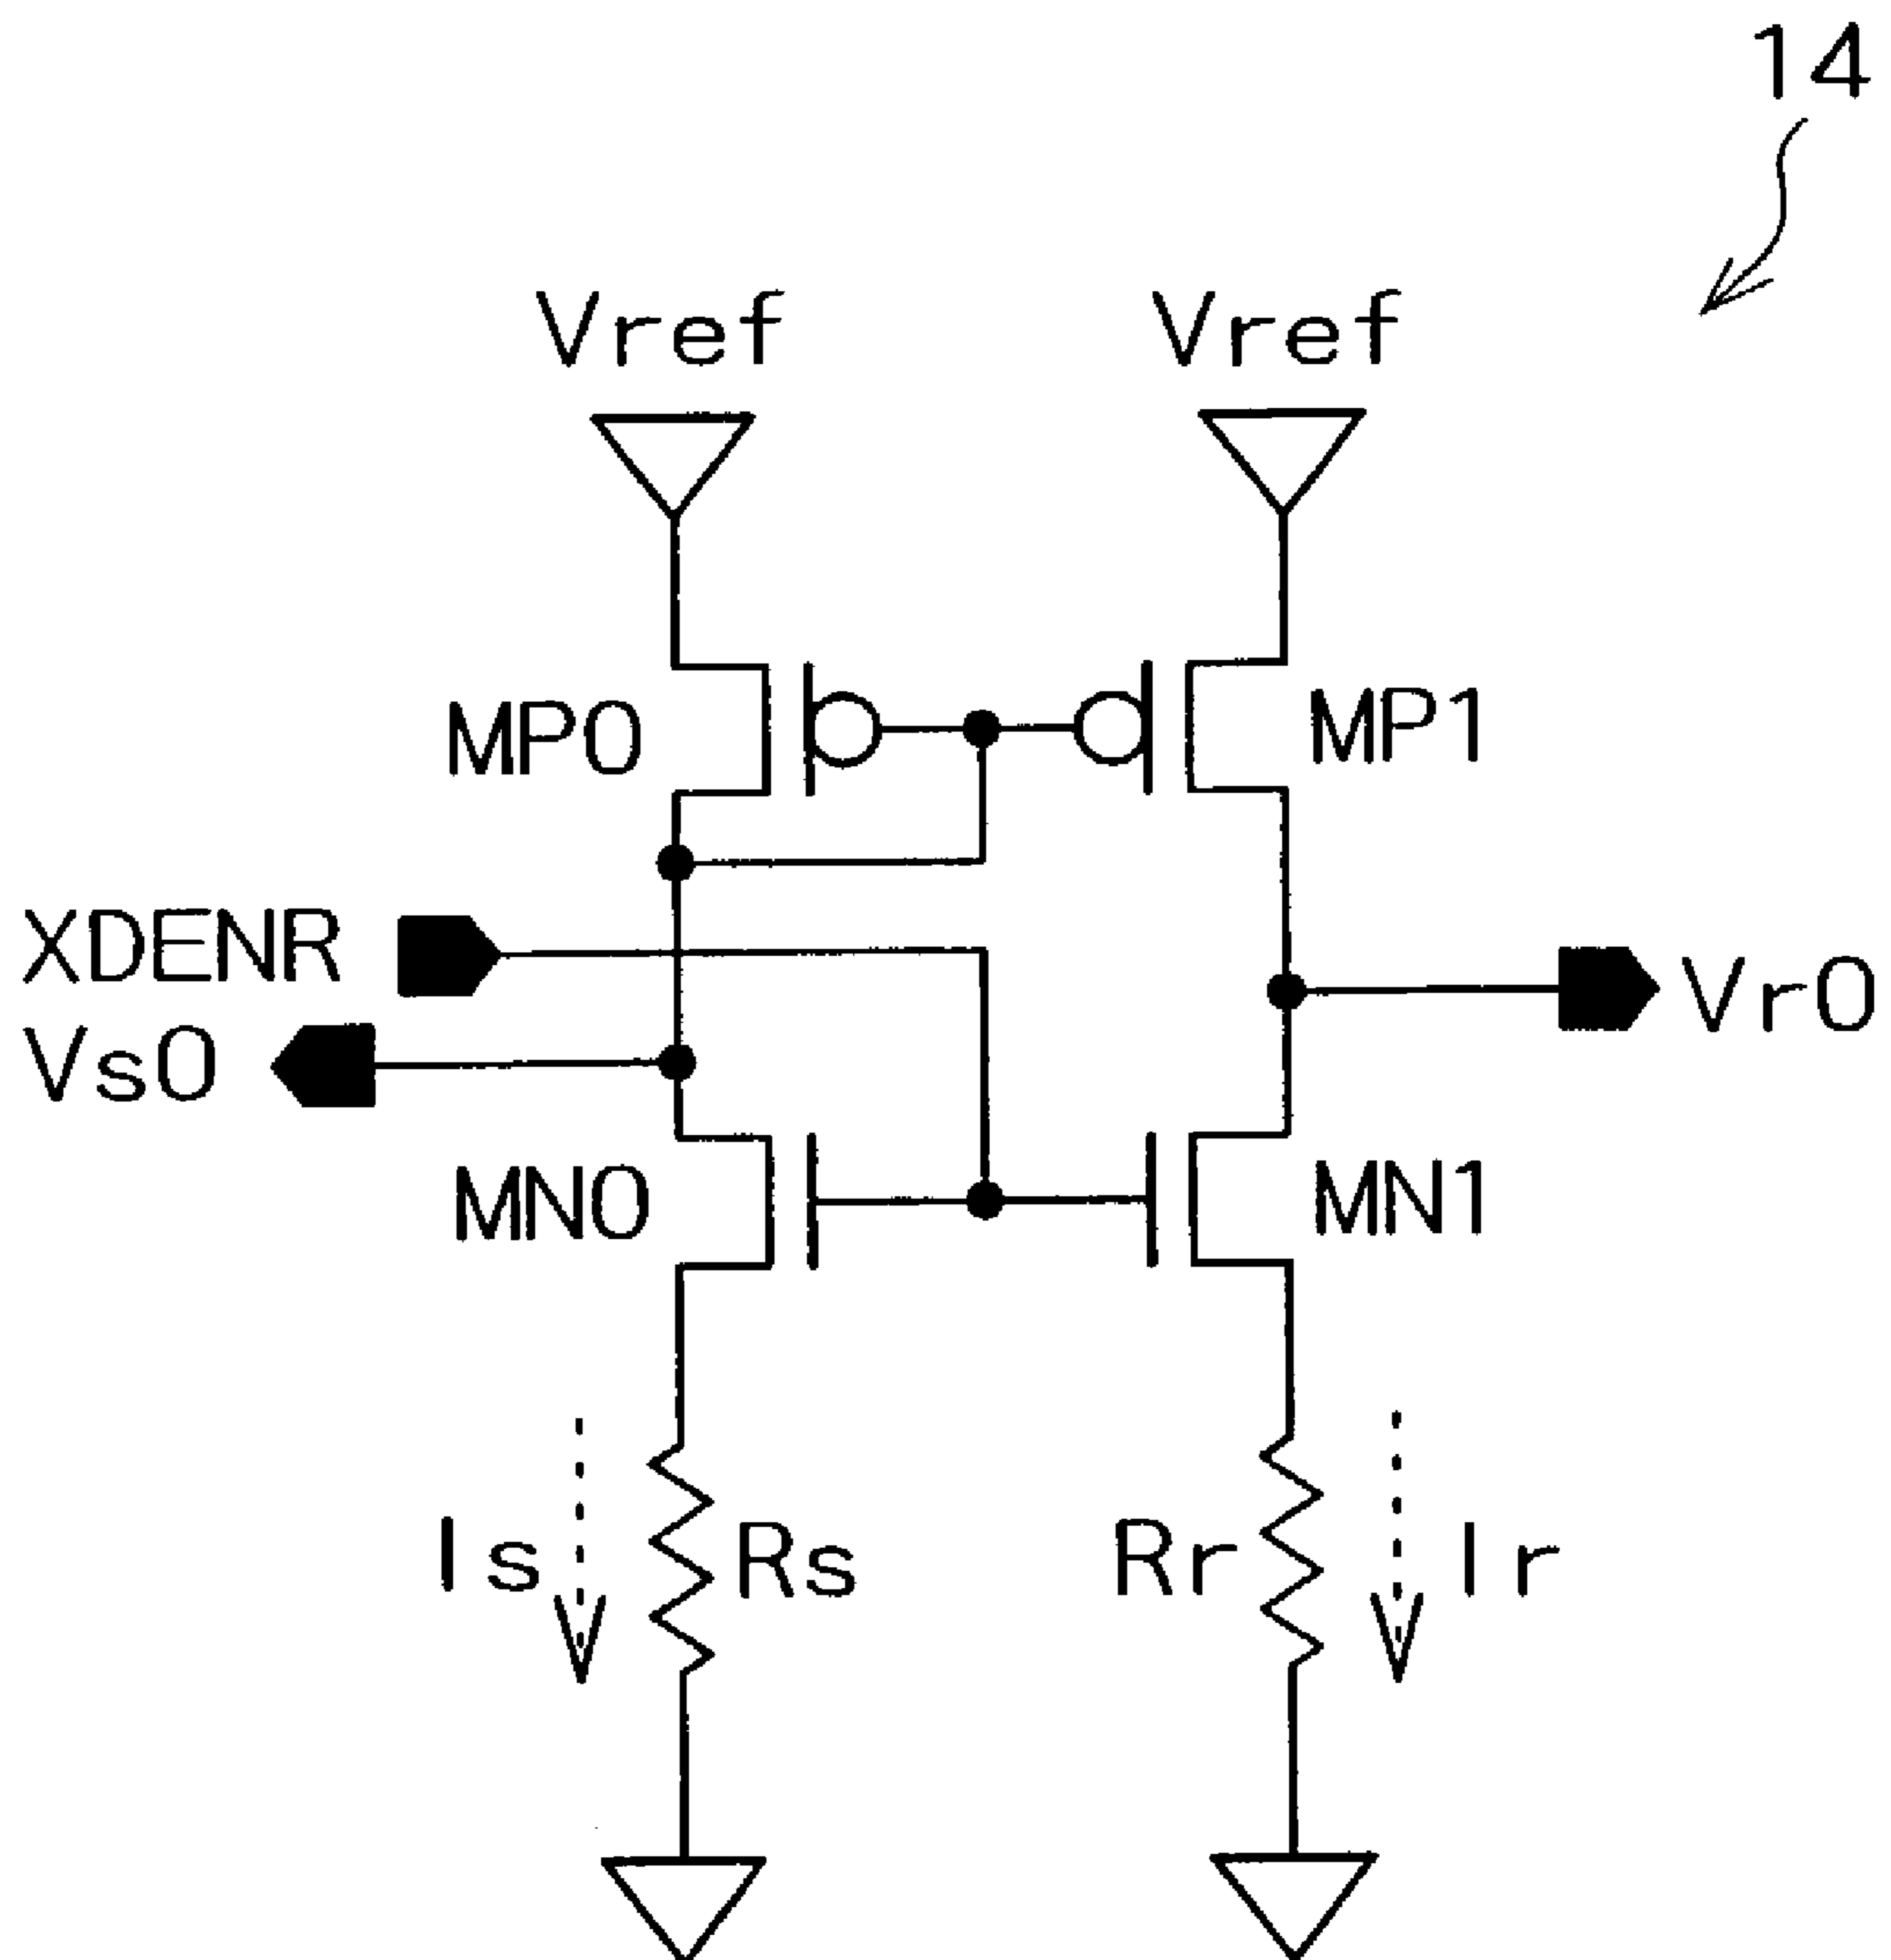 14
Vref Vref
MP0 MP1
XDENR
Vs0 Vr0
MN0 MN1
Is Rs Rr Ir